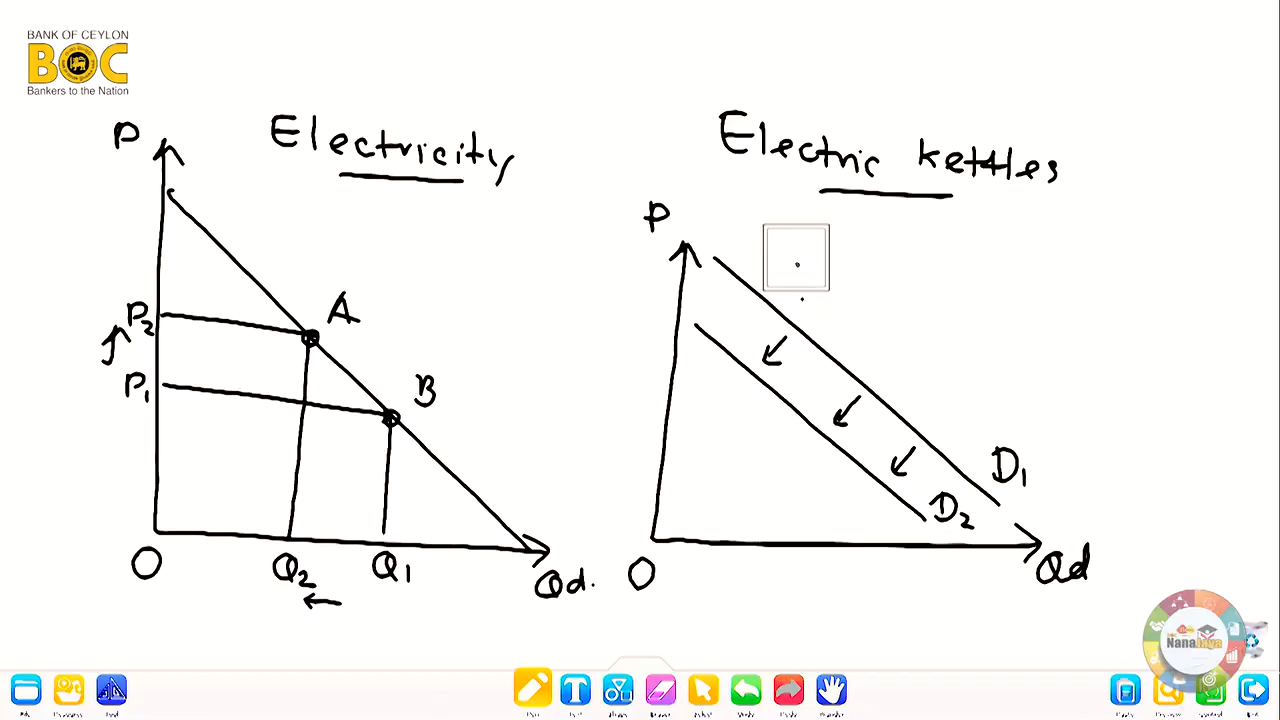 BANK OF CEYLON
BOC
Bankers to the Nation
Electricity
Electric kettles
P
P
P2
A
P1
B
D1
D2
O
Q2
Q1
Qd.
O
Qd
NanaJaya